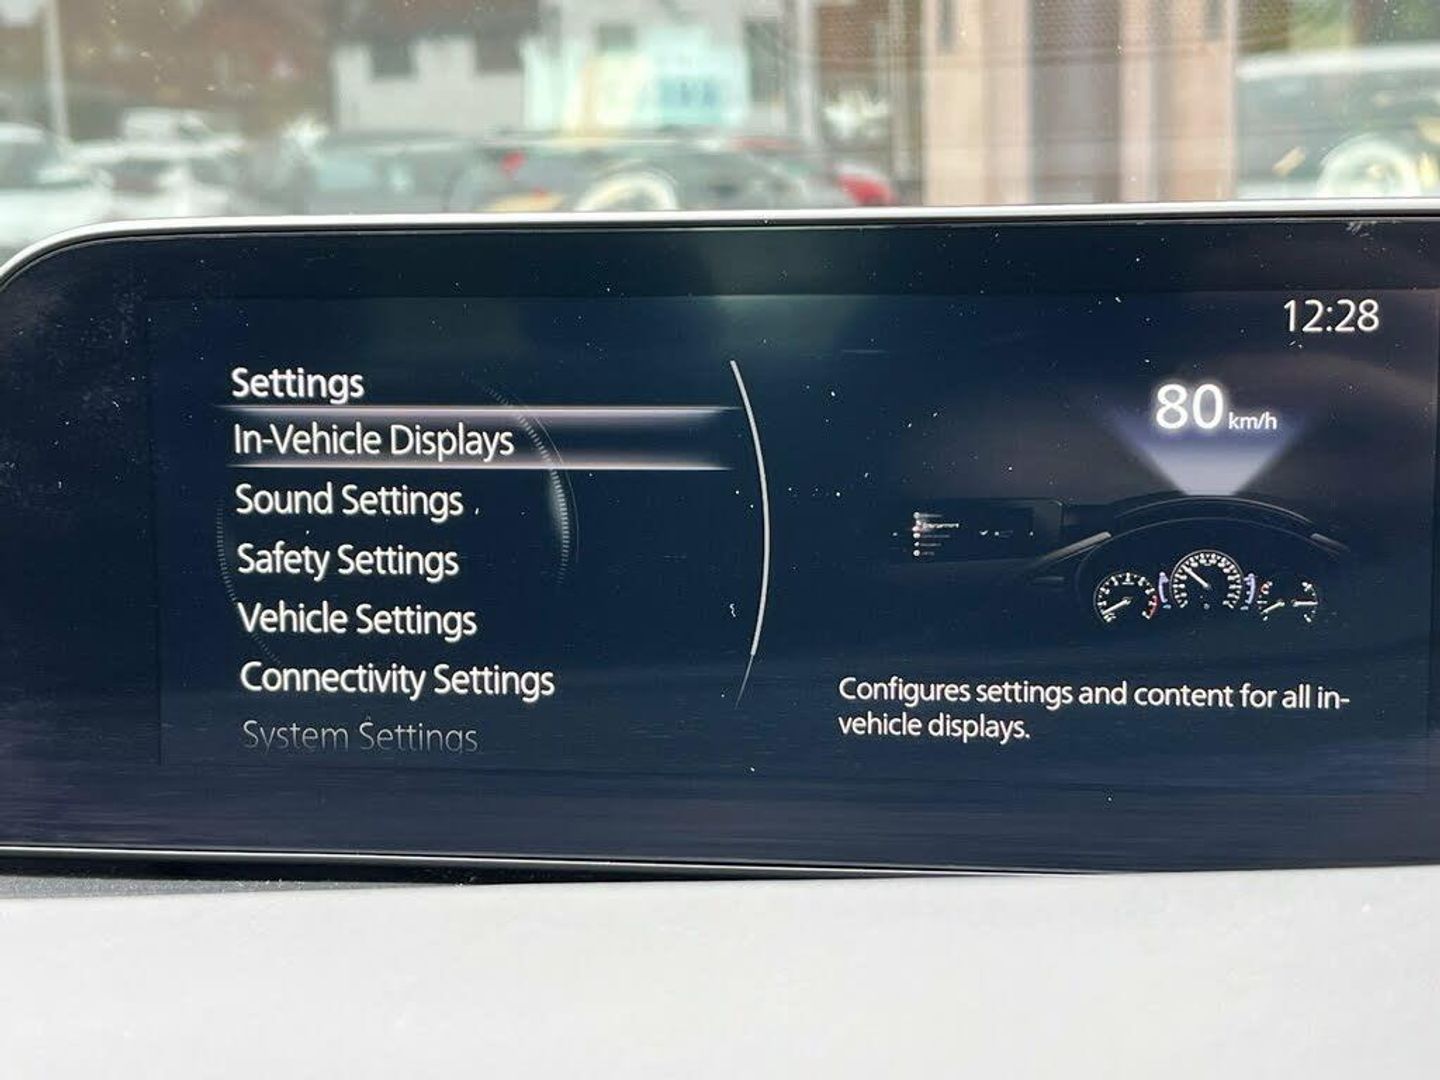 12:28
Settings
In-Vehicle Displays
Sound Settings
Safety Settings
Vehicle Settings
Connectivity Settings
System Settings
80 km/h
Configures settings and content for all in-
vehicle displays.